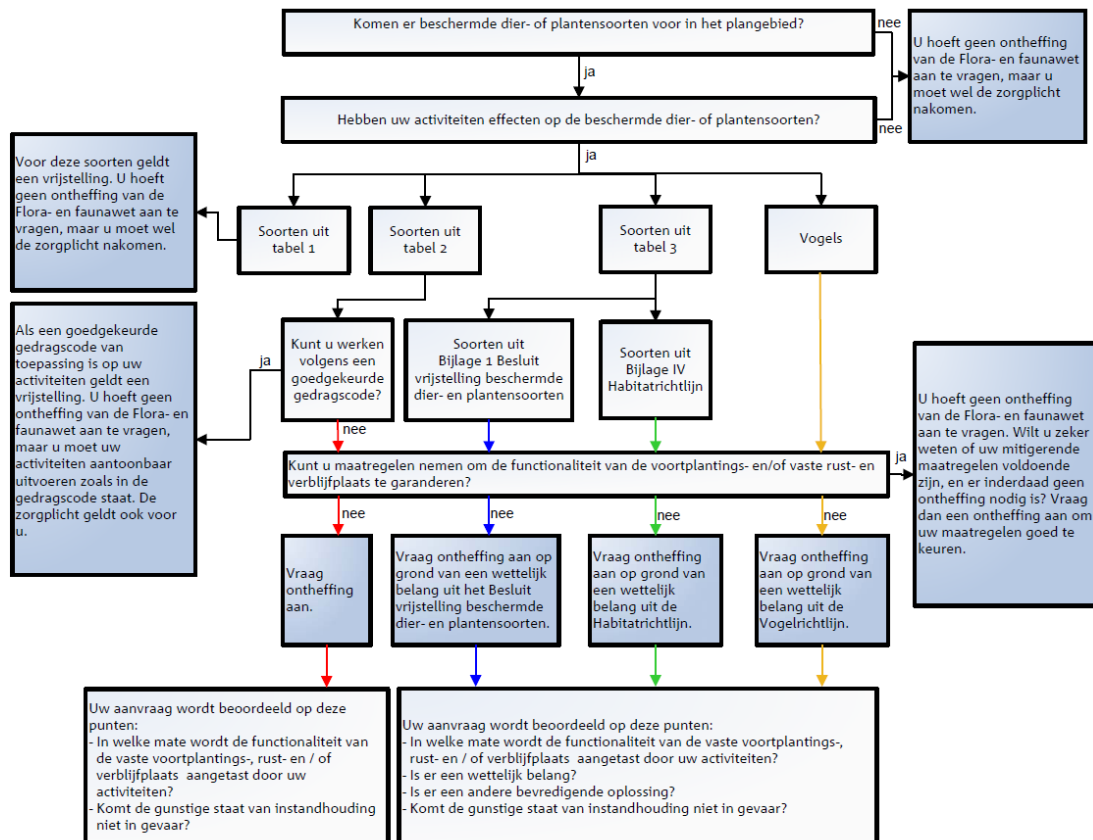 Komen er beschermde dier- of plantensoorten voor in het plangebied?
nee
U hoeft geen ontheffing
van de Flora- en faunawet
aan te vragen, maar u
moet wel de zorgplicht
nakomen.
ja
Hebben uw activiteiten effecten op de beschermde dier- of plantensoorten?
nee
ja
Voor deze soorten geldt
een vrijstelling. U hoeft
geen ontheffing van de
Flora- en faunawet aan te
vragen, maar u moet wel
de zorgplicht nakomen.
Soorten uit
tabel 1
Soorten uit
tabel 2
Soorten uit
tabel 3
Vogels
Als een goedgekeurde
gedragscode van
toepassing is op uw
activiteiten geldt een
vrijstelling. U hoeft geen
ontheffing van de Flora- en
faunawet aan te vragen,
maar u moet uw
activiteiten aantoonbaar
uitvoeren zoals in de
gedragscode staat. De
zorgplicht geldt ook voor
u.
ja
Kunt u werken
volgens een
goedgekeurde
gedragscode?
Soorten uit
Bijlage 1 Besluit
vrijstelling beschermde
dier- en plantensoorten
Soorten uit
Bijlage IV
Habitatrichtlijn
nee
Kunt u maatregelen nemen om de functionaliteit van de voortplantings- en/of vaste rust- en
verblijfplaats te garanderen?
ja
U hoeft geen ontheffing
van de Flora- en faunawet
aan te vragen. Wilt u zeker
weten of uw mitigerende
maatregelen voldoende
zijn, en er inderdaad geen
ontheffing nodig is? Vraag
dan een ontheffing aan om
uw maatregelen goed te
keuren.
nee
nee
nee
nee
Vraag
ontheffing
aan.
Vraag ontheffing aan op
grond van een wettelijk
belang uit het Besluit
vrijstelling beschermde
dier- en plantensoorten.
Vraag ontheffing
aan op grond van
een wettelijk
belang uit de
Habitatrichtlijn.
Vraag ontheffing
aan op grond van
een wettelijk
belang uit de
Vogelrichtlijn.
Uw aanvraag wordt beoordeeld op deze
punten:
- In welke mate wordt de functionaliteit van
de vaste voortplantings-, rust- en / of
verblijfplaats aangetast door uw
activiteiten?
- Komt de gunstige staat van instandhouding
niet in gevaar?
Uw aanvraag wordt beoordeeld op deze punten:
- In welke mate wordt de functionaliteit van de vaste voortplantings-,
rust- en / of verblijfplaats aangetast door uw activiteiten?
- Is er een wettelijk belang?
- Is er een andere bevredigende oplossing?
- Komt de gunstige staat van instandhouding niet in gevaar?